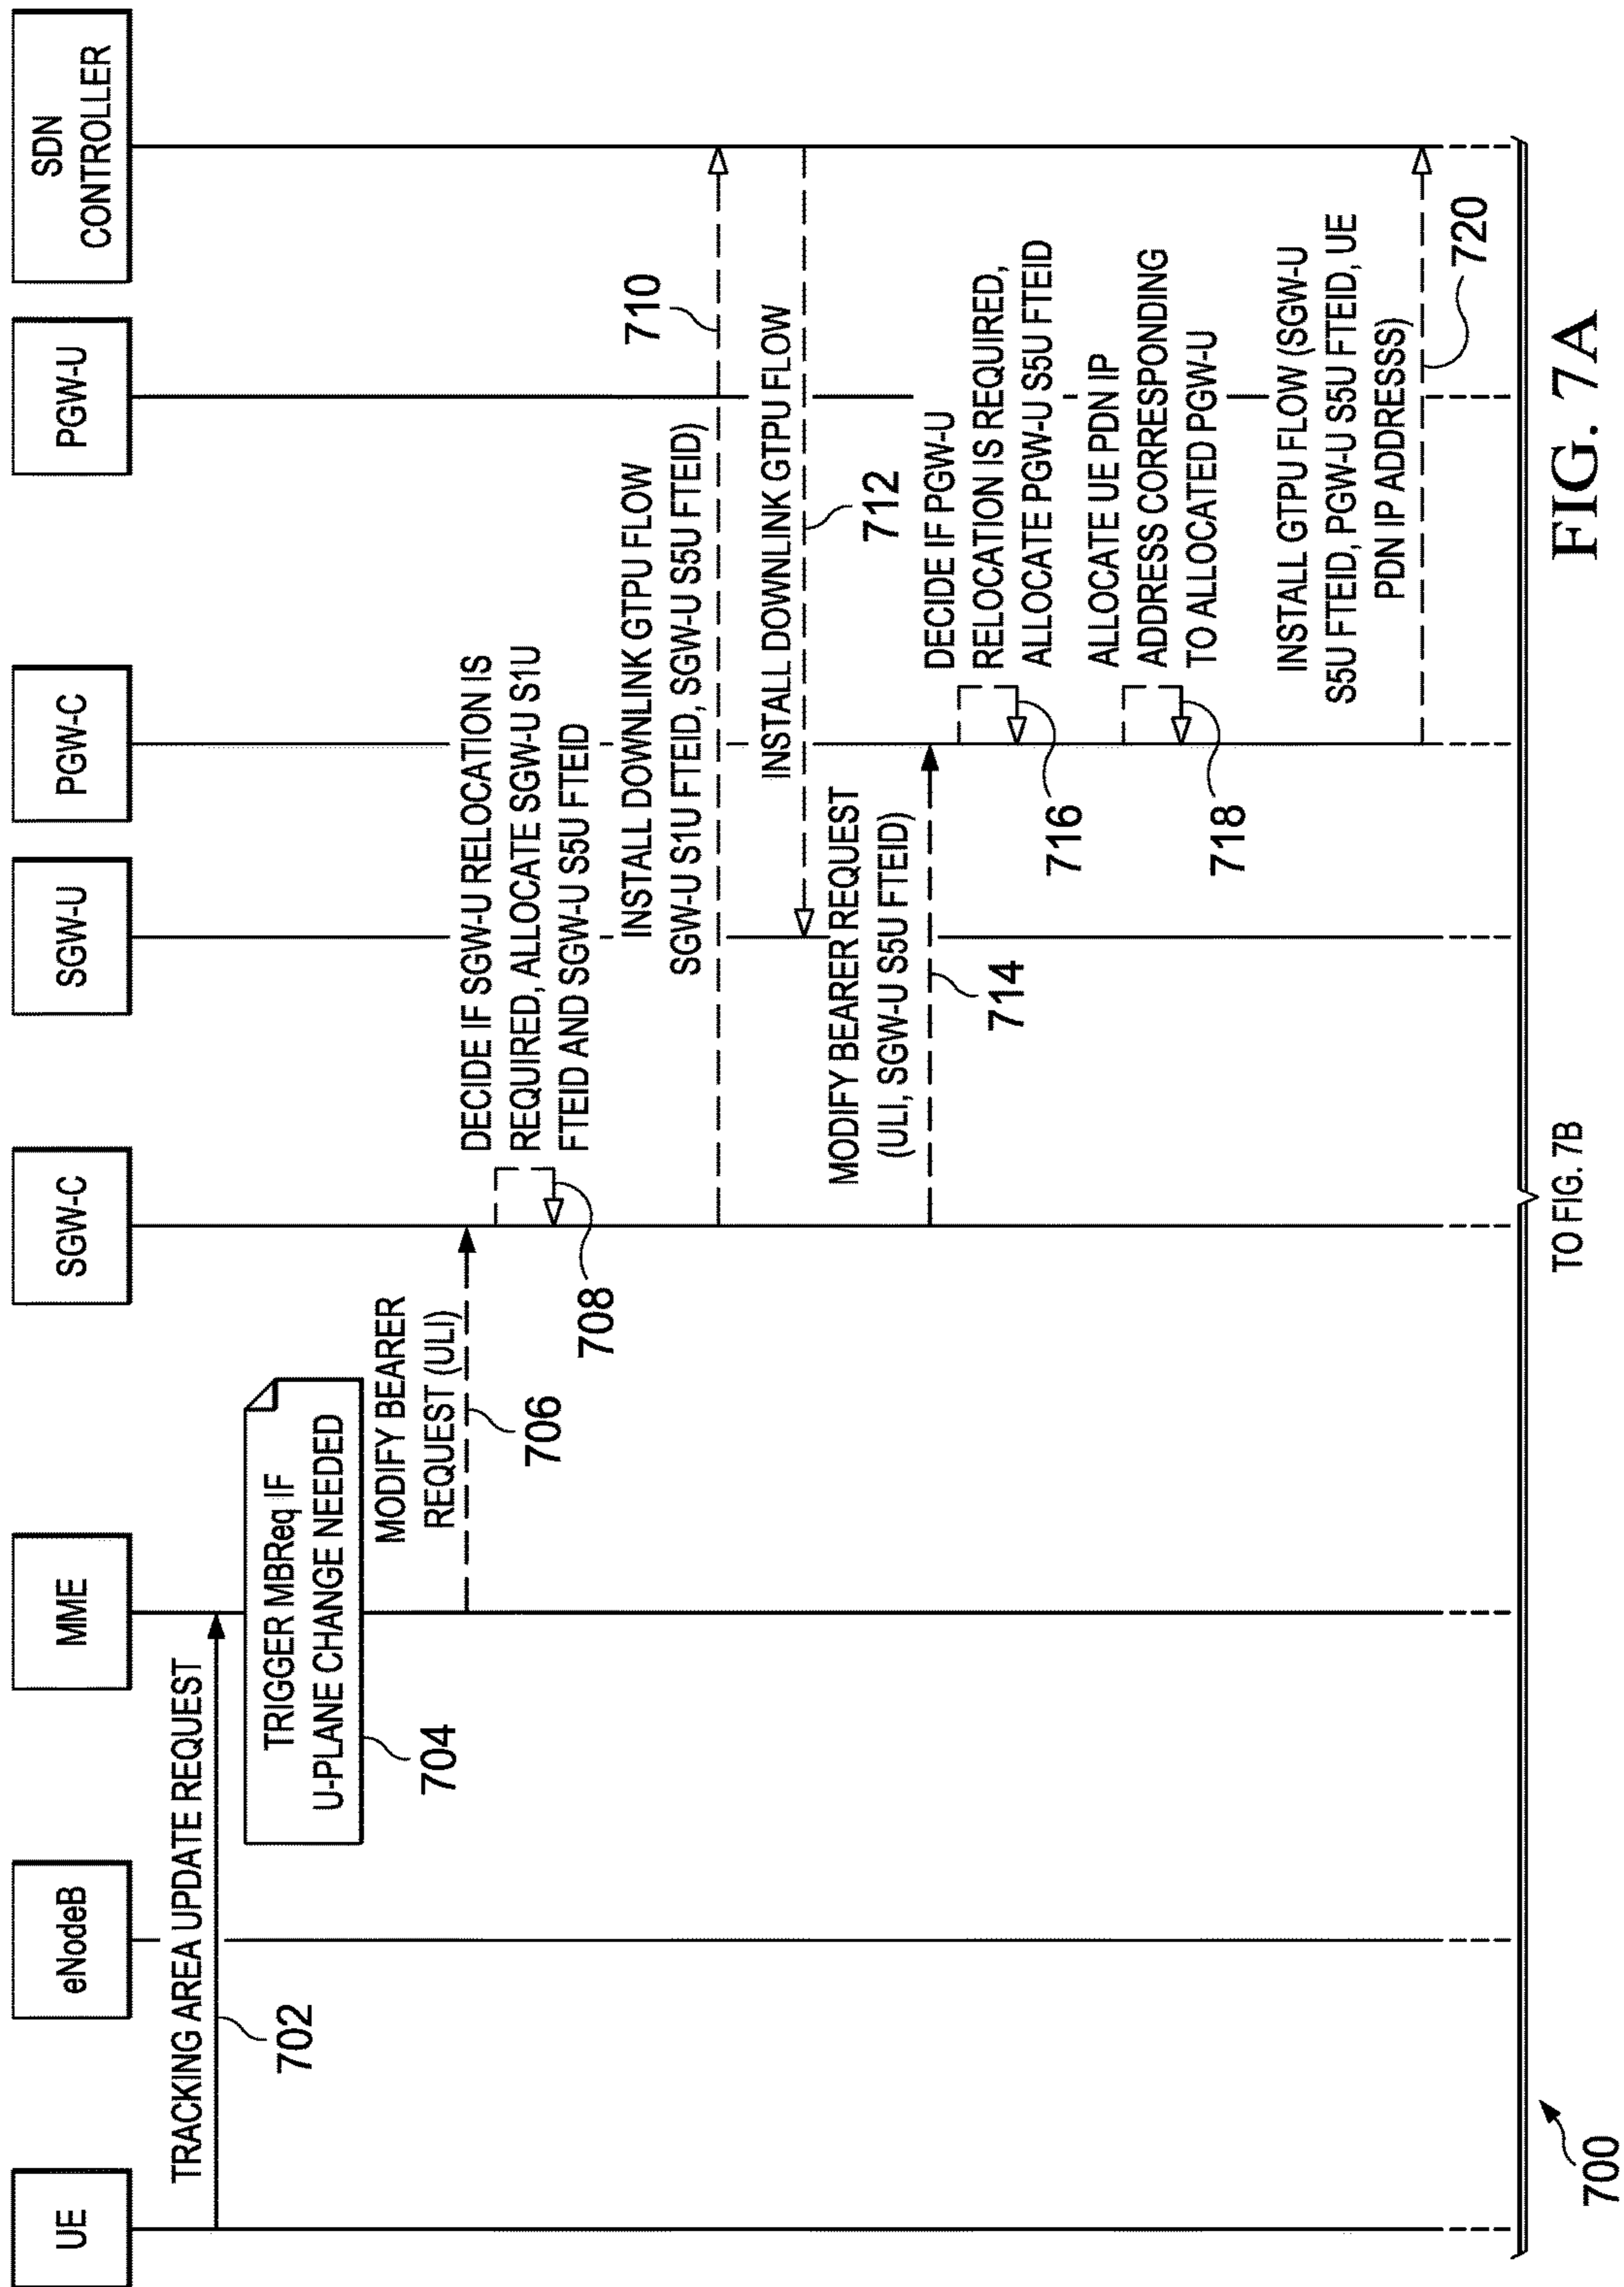 UE
eNodeB
MME
SGW-C
SGW-U
PGW-C
PGW-U
SDN
CONTROLLER
TRACKING AREA UPDATE REQUEST
702
TRIGGER MBReq IF
U-PLANE CHANGE NEEDED
704
MODIFY BEARER
REQUEST (ULI)
706
DECIDE IF SGW-U RELOCATION IS
REQUIRED, ALLOCATE SGW-U S1U
FTEID AND SGW-U S5U FTEID
708
INSTALL DOWNLINK GTPU FLOW
SGW-U S1U FTEID, SGW-U S5U FTEID)
710
INSTALL DOWNLINK GTPU FLOW
712
MODIFY BEARER REQUEST
(ULI, SGW-U S5U FTEID)
714
DECIDE IF PGW-U
RELOCATION IS REQUIRED,
ALLOCATE PGW-U S5U FTEID
716
ALLOCATE UE PDN IP
ADDRESS CORRESPONDING
TO ALLOCATED PGW-U
718
INSTALL GTPU FLOW (SGW-U
S5U FTEID, PGW-U S5U FTEID, UE
PDN IP ADDRESSS)
720
TO FIG. 7B
700
FIG. 7A